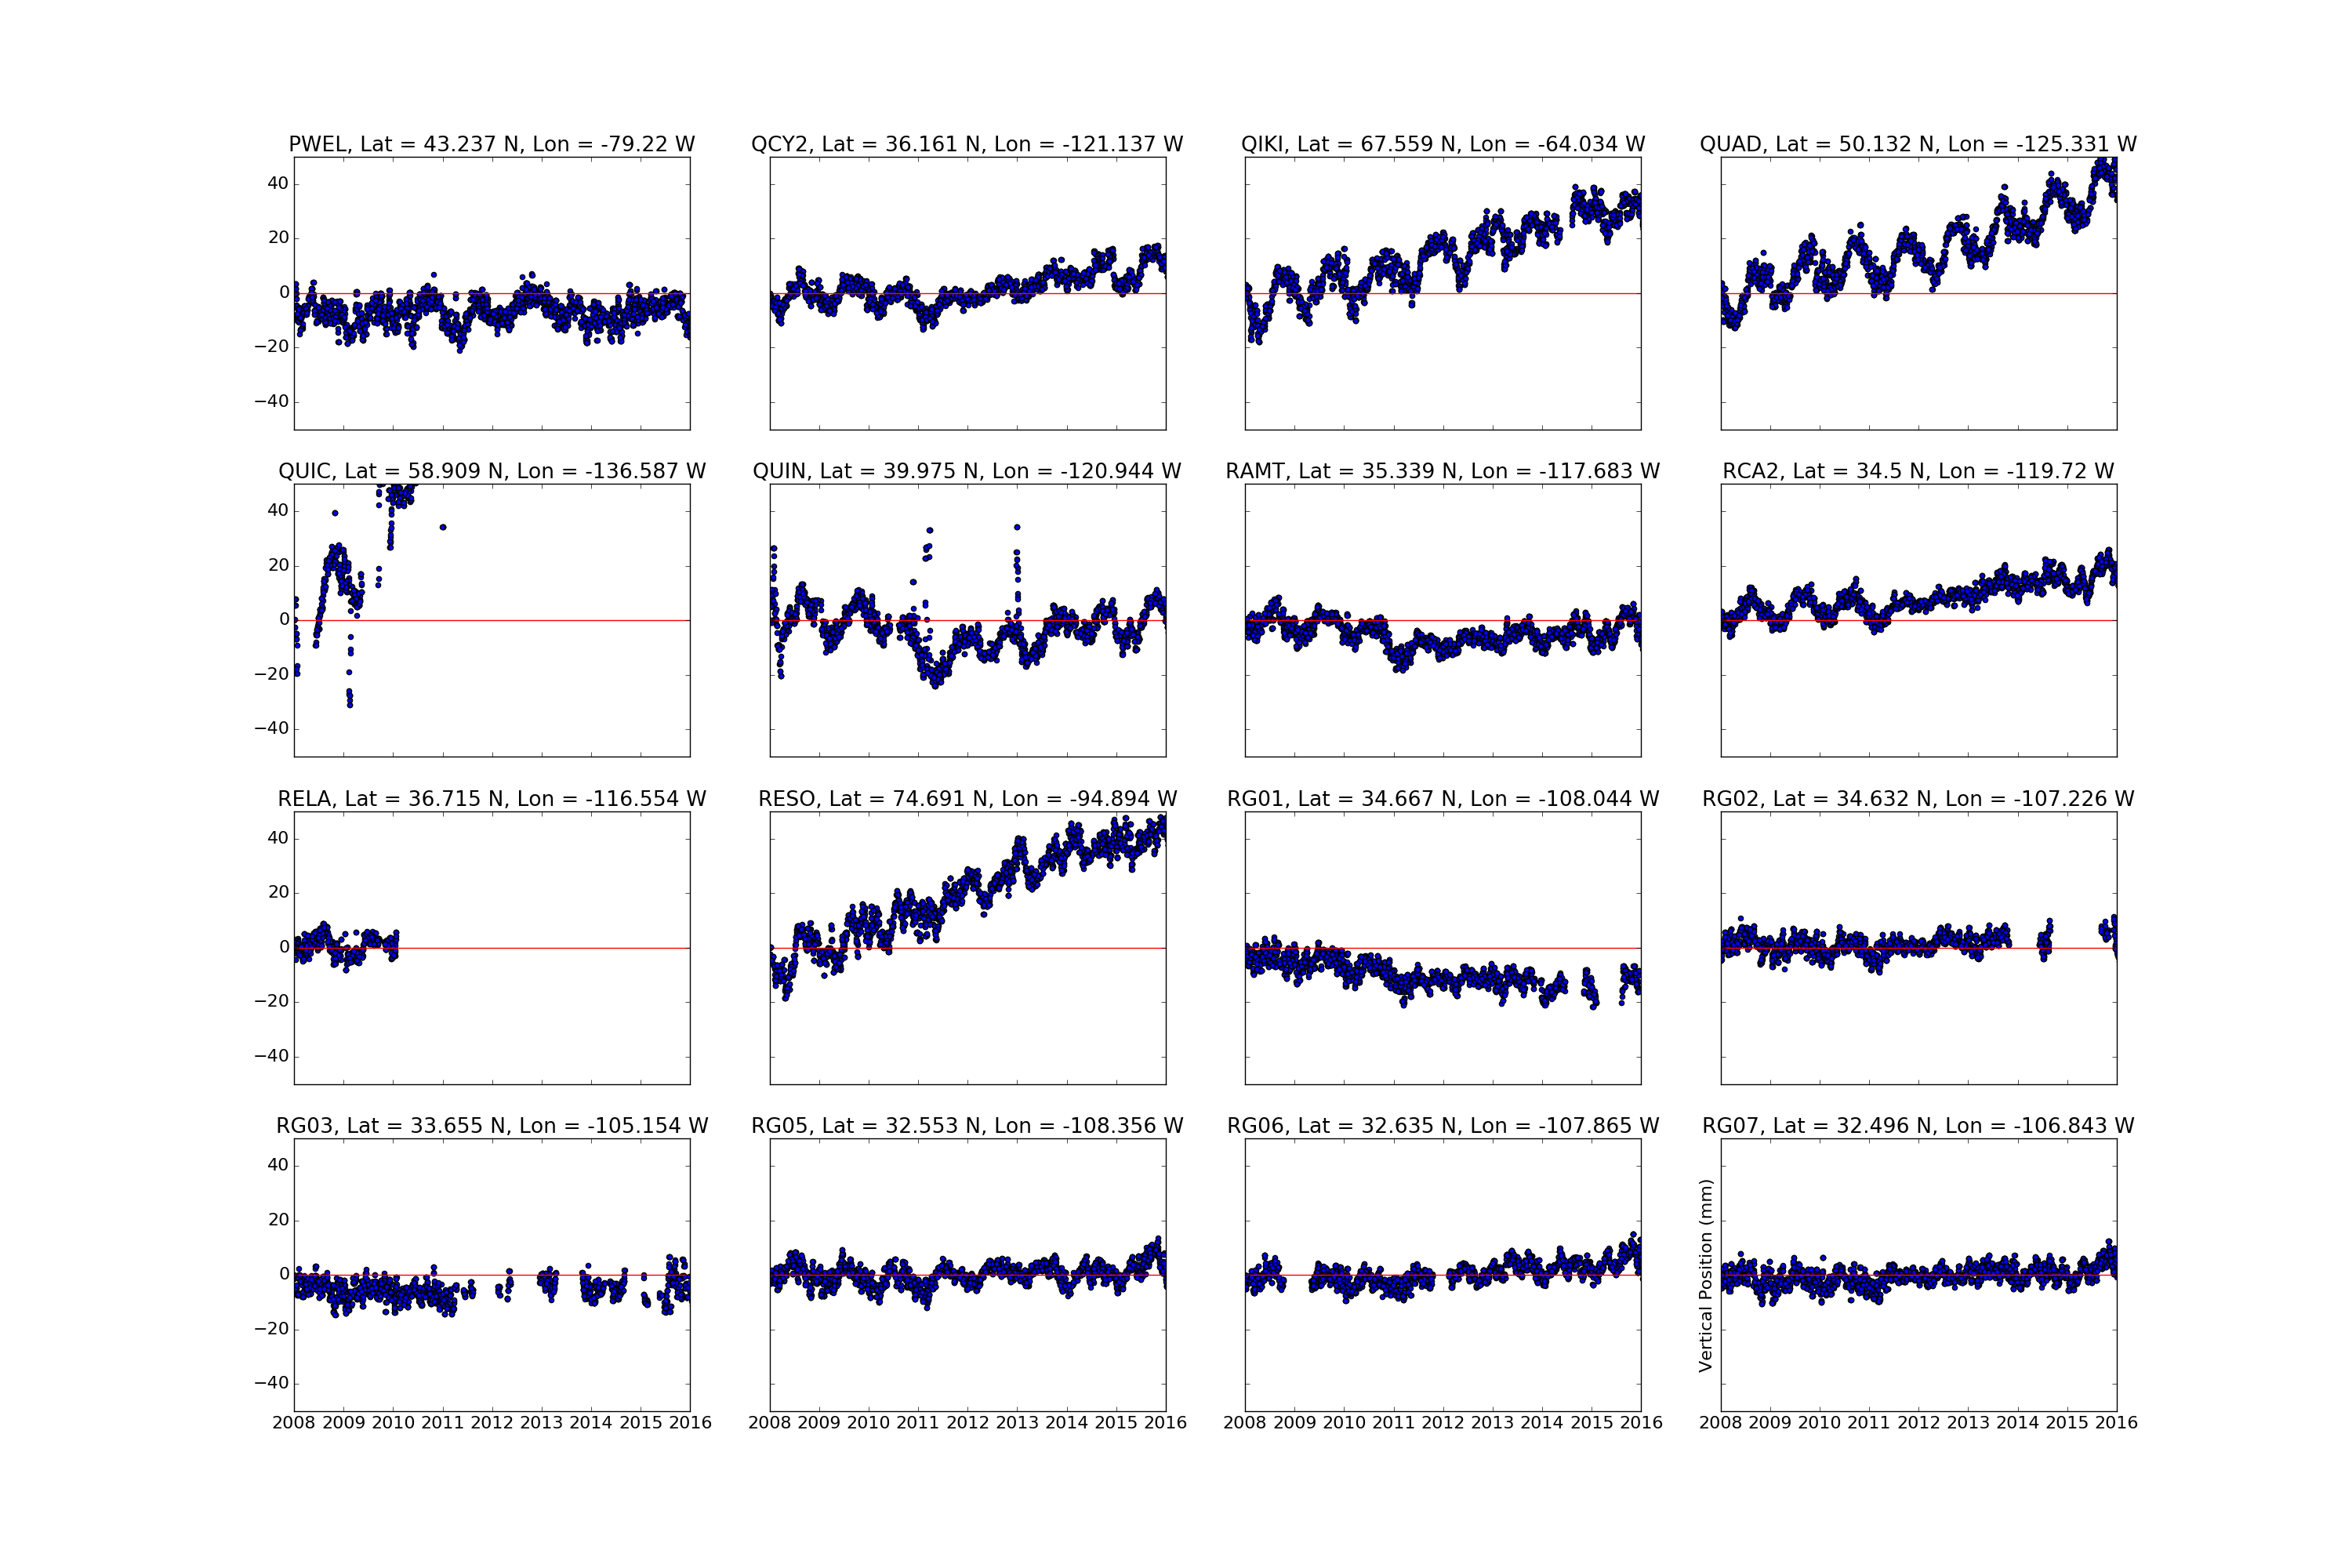 PWEL, Lat = 43.237 N, Lon = -79.22 W
QCY2, Lat = 36.161 N, Lon = -121.137 W
QIKI, Lat = 67.559 N, Lon = -64.034 W
QUAD, Lat = 50.132 N, Lon = -125.331 W
40
20
0
−20
−40
QUIC, Lat = 58.909 N, Lon = -136.587 W
QUIN, Lat = 39.975 N, Lon = -120.944 W
RAMT, Lat = 35.339 N, Lon = -117.683 W
RCA2, Lat = 34.5 N, Lon = -119.72 W
40
20
0
−20
−40
RELA, Lat = 36.715 N, Lon = -116.554 W
RESO, Lat = 74.691 N, Lon = -94.894 W
RG01, Lat = 34.667 N, Lon = -108.044 W
RG02, Lat = 34.632 N, Lon = -107.226 W
40
20
0
−20
−40
RG03, Lat = 33.655 N, Lon = -105.154 W
RG05, Lat = 32.553 N, Lon = -108.356 W
RG06, Lat = 32.635 N, Lon = -107.865 W
RG07, Lat = 32.496 N, Lon = -106.843 W
40
20
0
−20
−40
Vertical Position (mm)
2008 2009 2010 2011 2012 2013 2014 2015 2016
2008 2009 2010 2011 2012 2013 2014 2015 2016
2008 2009 2010 2011 2012 2013 2014 2015 2016
2008 2009 2010 2011 2012 2013 2014 2015 2016